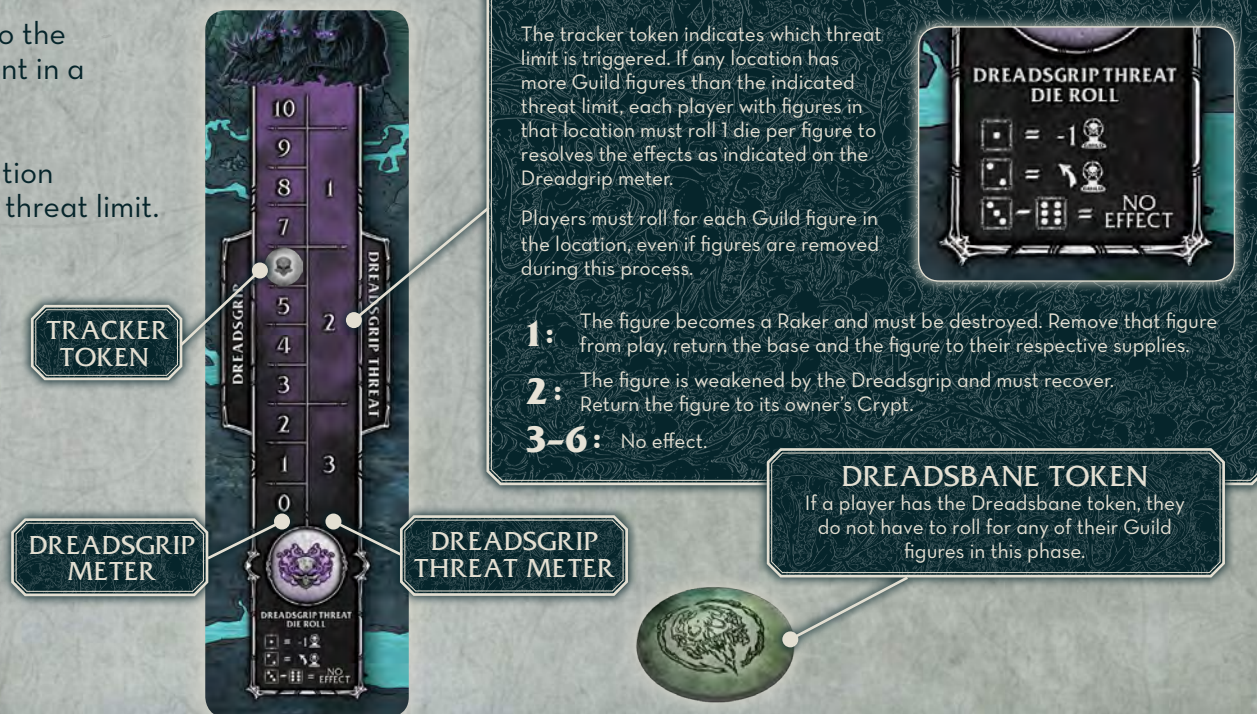 o the
nt in a
tion
threat limit.
10
9
8
7
5
4
3
2
1
0
1
2
3
DREADSGRIP
DREADSGRIP THREAT
TRACKER
TOKEN
DREADSGRIP
METER
DREADSGRIP
THREAT METER
DREADSGRIP THREAT
DIE ROLL
= -1
=
- = NO
EFFECT
The tracker token indicates which threat
limit is triggered. If any location has
more Guild figures than the indicated
threat limit, each player with figures in
that location must roll 1 die per figure to
resolves the effects as indicated on the
Dreadgrip meter.
Players must roll for each Guild figure in
the location, even if figures are removed
during this process.
DREADSGRIP THREAT
DIE ROLL
= -1
GUILD
=
GUILD
- = NO
EFFECT
1: The figure becomes a Raker and must be destroyed. Remove that figure
from play, return the base and the figure to their respective supplies.
2: The figure is weakened by the Dreadsgrip and must recover.
Return the figure to its owner's Crypt.
3–6: No effect.
DREADSBANE TOKEN
If a player has the Dreadsbane token, they
do not have to roll for any of their Guild
figures in this phase.